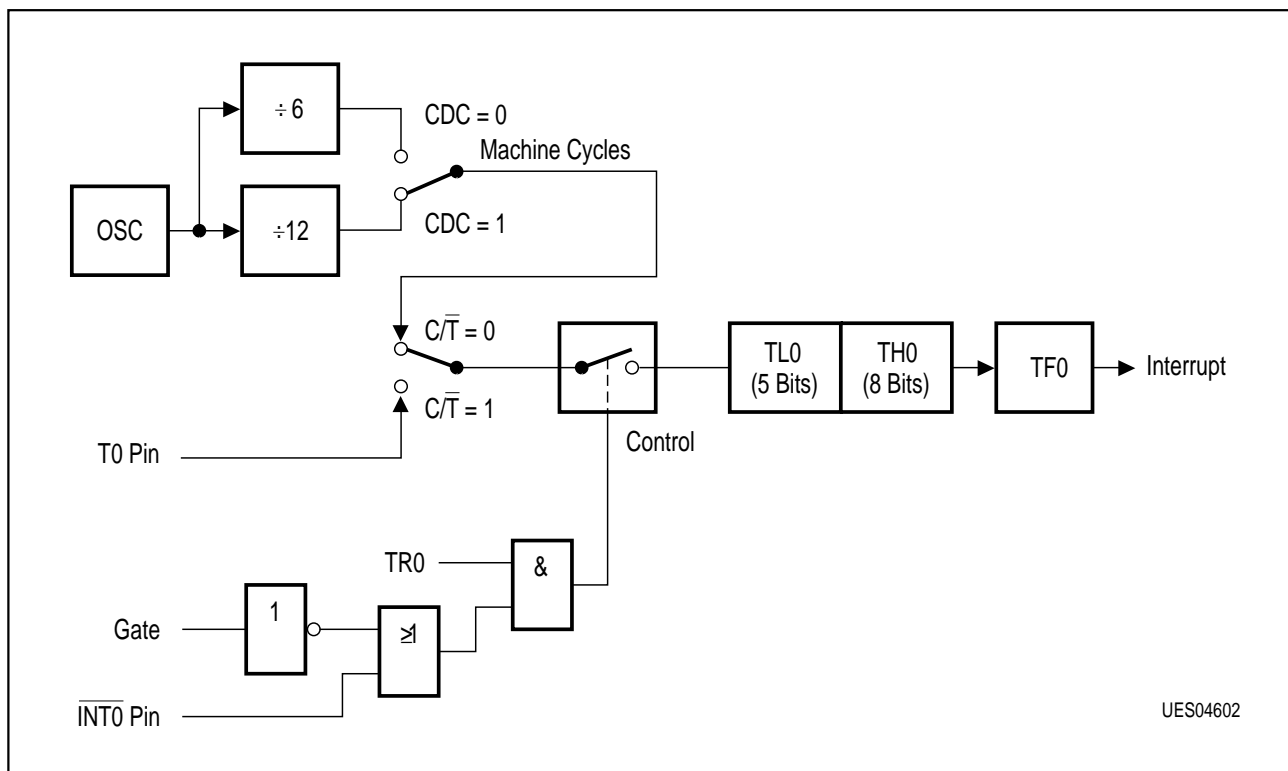 ÷ 6
CDC = 0
Machine Cycles
OSC
÷12
CDC = 1
C/T̅ = 0
C/T̅ = 1
T0 Pin
TL0
(5 Bits)
TH0
(8 Bits)
TF0
Interrupt
Control
TR0
&
Gate
1
≥1
I̅N̅T̅0̅ Pin
UES04602